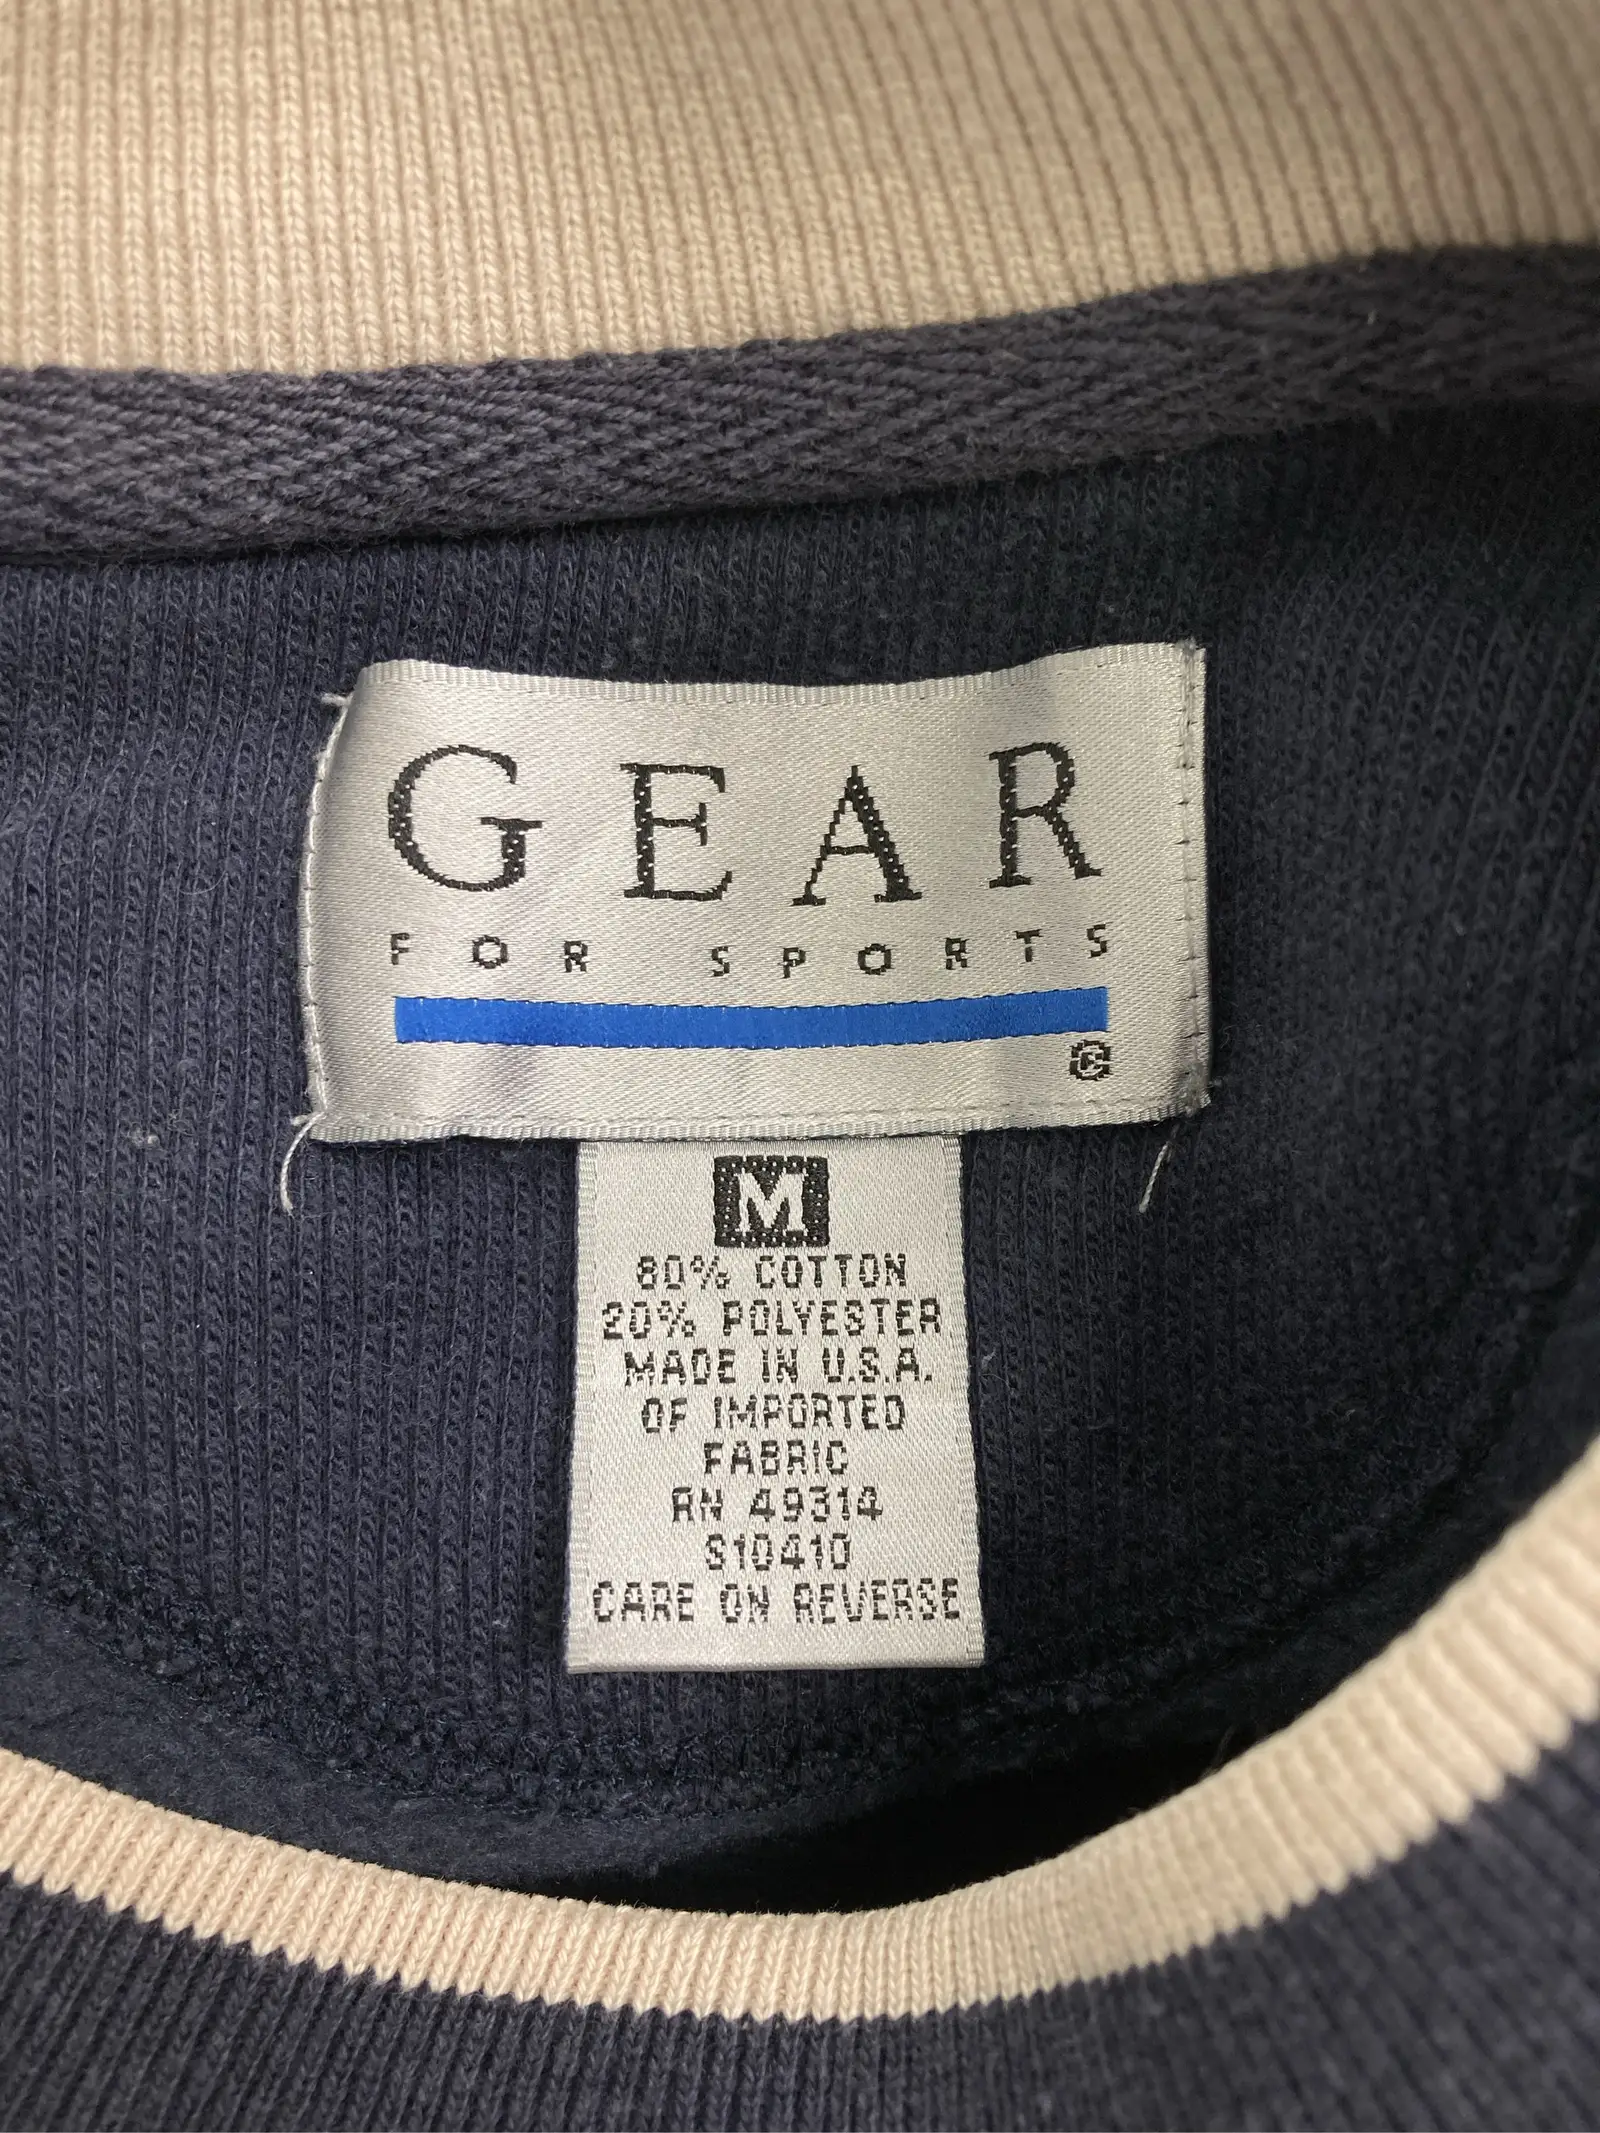 GEAR
FOR SPORTS
®
M
80% COTTON
20% POLYESTER
MADE IN U.S.A.
OF IMPORTED
FABRIC
RN 49314
S10410
CARE ON REVERSE